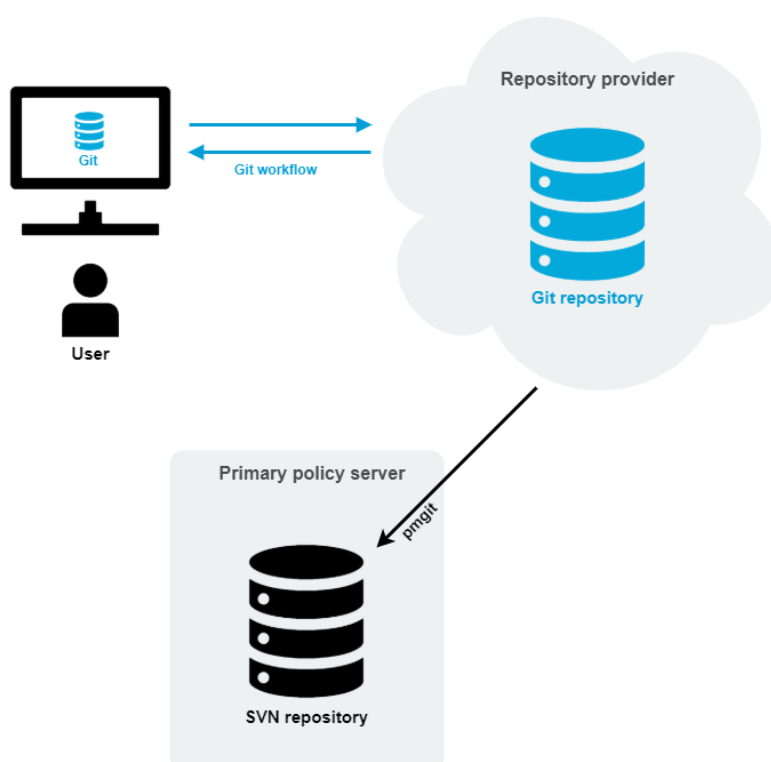 Repository provider
Git
Git workflow
Git repository
User
Primary policy server
pmgit
SVN repository